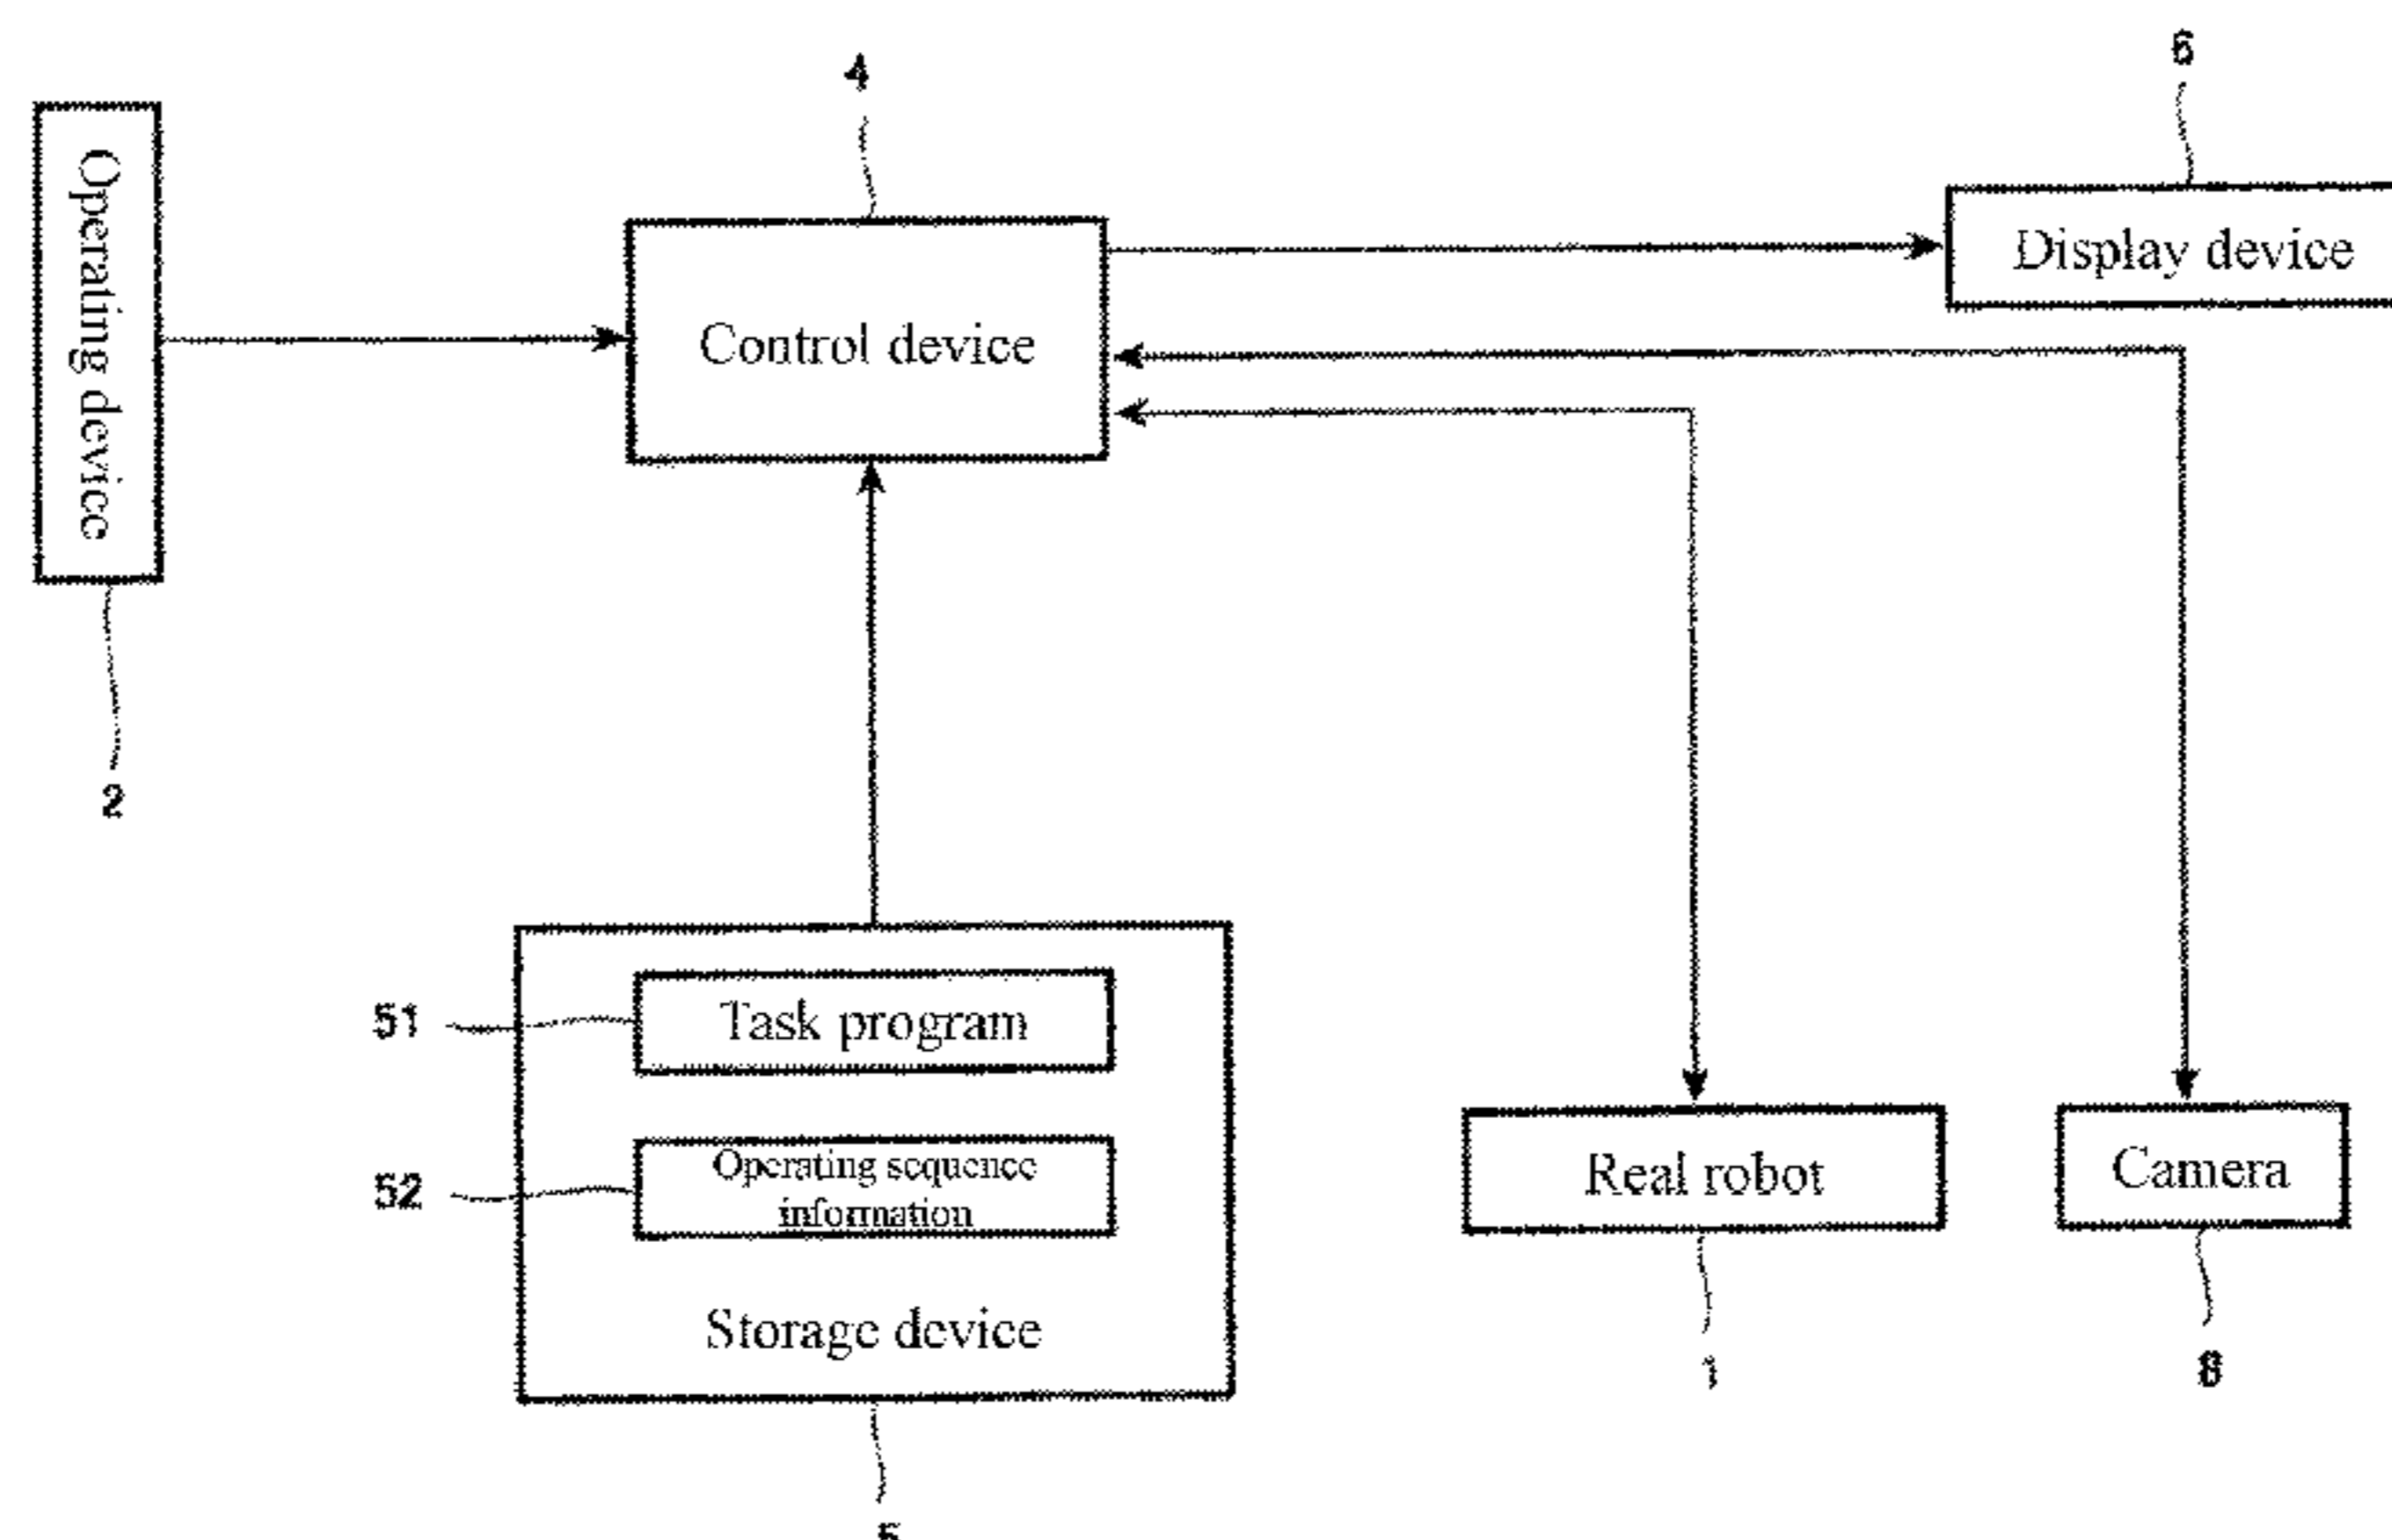 4
6
Operating device
Display device
Control device
2
51
Task program
52
Operating sequence
information
Real robot
Camera
Storage device
1
8
5